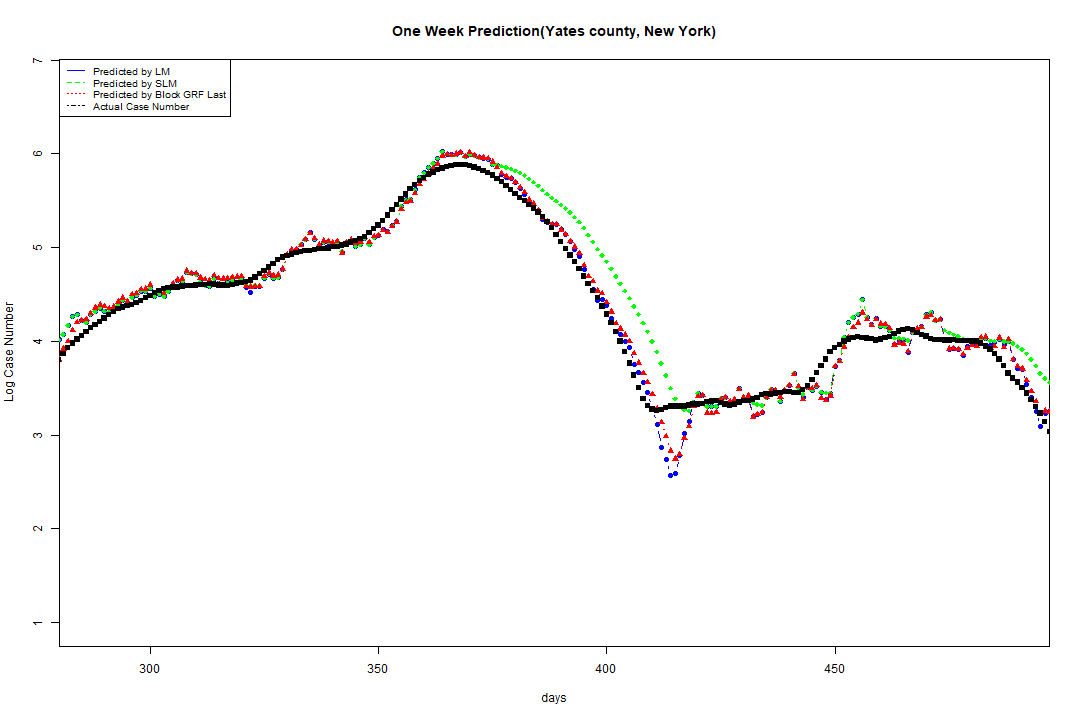 One Week Prediction(Yates county, New York)
Predicted by LM
Predicted by SLM
Predicted by Block GRF Last
Actual Case Number
7
6
5
4
3
2
1
Log Case Number
300 350 400 450
days